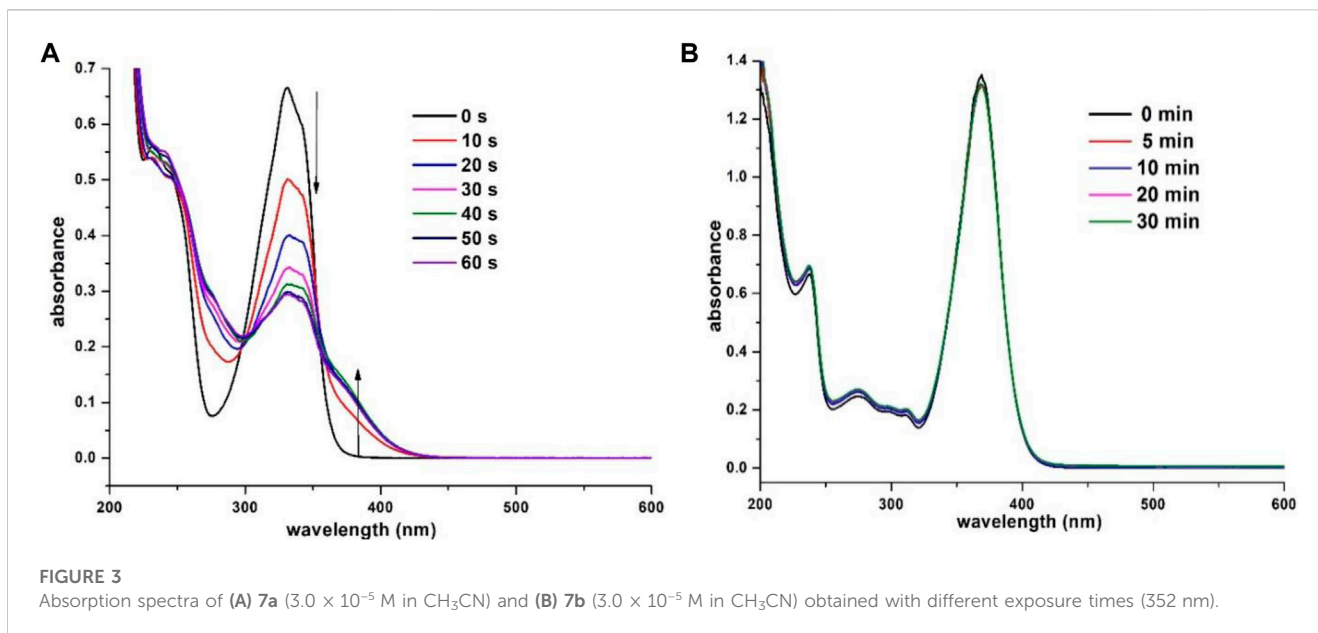 A
0.7
0.6
0.5
0.4
0.3
0.2
0.1
0.0
absorbance
200
300
400
500
600
wavelength (nm)
0 s
10 s
20 s
30 s
40 s
50 s
60 s
B
1.4
1.2
1.0
0.8
0.6
0.4
0.2
0.0
absorbance
200
300
400
500
600
wavelength (nm)
0 min
5 min
10 min
20 min
30 min
FIGURE 3
Absorption spectra of (A) 7a (3.0 × 10⁻⁵ M in CH₃CN) and (B) 7b (3.0 × 10⁻⁵ M in CH₃CN) obtained with different exposure times (352 nm).